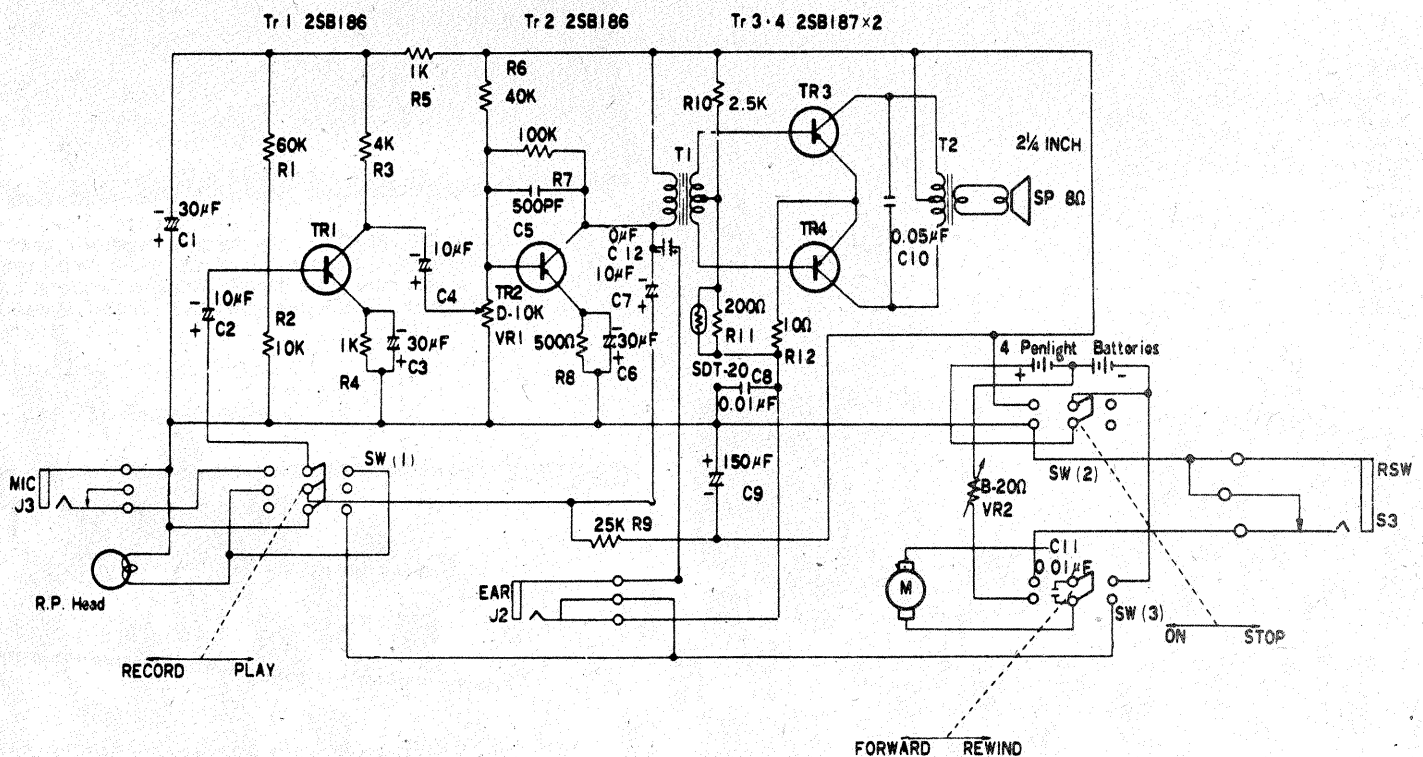 Tr 1 2SB186
Tr 2 2SB186
Tr 3·4 2SB187×2
1K
R5
R6
40K
R10
2.5K
TR3
60K
R1
4K
R3
100K
R7
500PF
C5
T1
T2
2¼ INCH
SP 8Ω
- 30μF
+ C1
TR1
10μF
-
+
C4
0μF
C12
10μF
C7
+
TR4
0.05μF
C10
- 10μF
+ C2
R2
10K
1K
R4
-
30μF
+ C3
TR2
D-10K
VR1
500Ω
R8
-
30μF
+
C6
200Ω
R11
10Ω
R12
SDT-20
C8
0.01μF
4 Penlight Batteries
+
-
SW (1)
MIC
J3
+ 150μF
- C9
SW (2)
RSW
S3
B-20Ω
VR2
25K R9
R.P. Head
EAR
J2
M
C11
0.01μF
SW (3)
ON STOP
RECORD PLAY
FORWARD REWIND